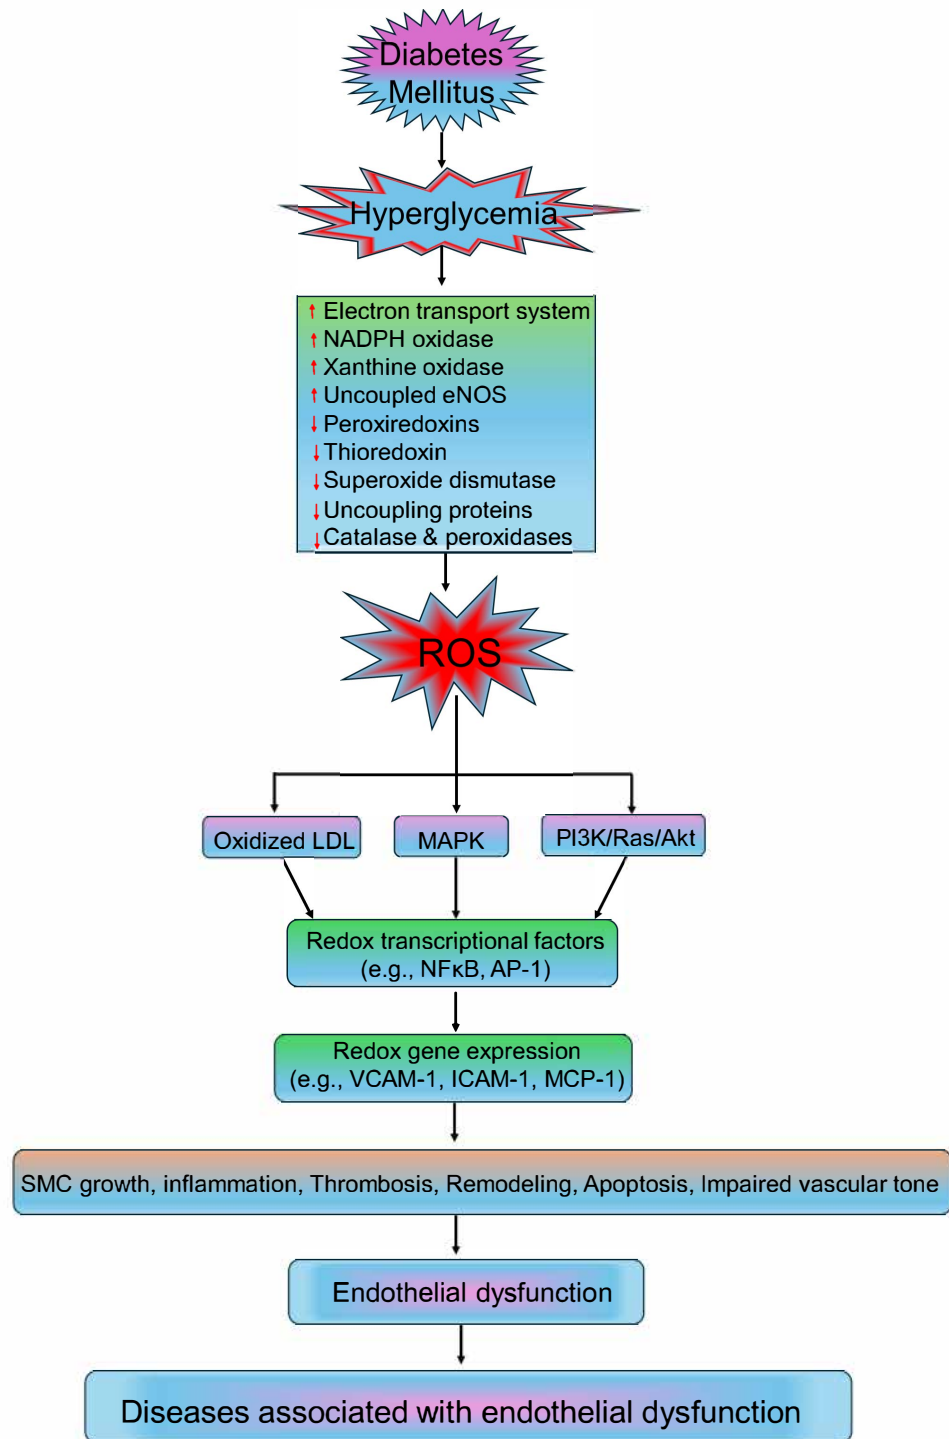 Diabetes
Mellitus
Hyperglycemia
↑ Electron transport system
↑ NADPH oxidase
↑ Xanthine oxidase
↑ Uncoupled eNOS
↓ Peroxiredoxins
↓ Thioredoxin
↓ Superoxide dismutase
↓ Uncoupling proteins
↓ Catalase & peroxidases
ROS
Oxidized LDL
MAPK
PI3K/Ras/Akt
Redox transcriptional factors
(e.g., NFκB, AP-1)
Redox gene expression
(e.g., VCAM-1, ICAM-1, MCP-1)
SMC growth, inflammation, Thrombosis, Remodeling, Apoptosis, Impaired vascular tone
Endothelial dysfunction
Diseases associated with endothelial dysfunction